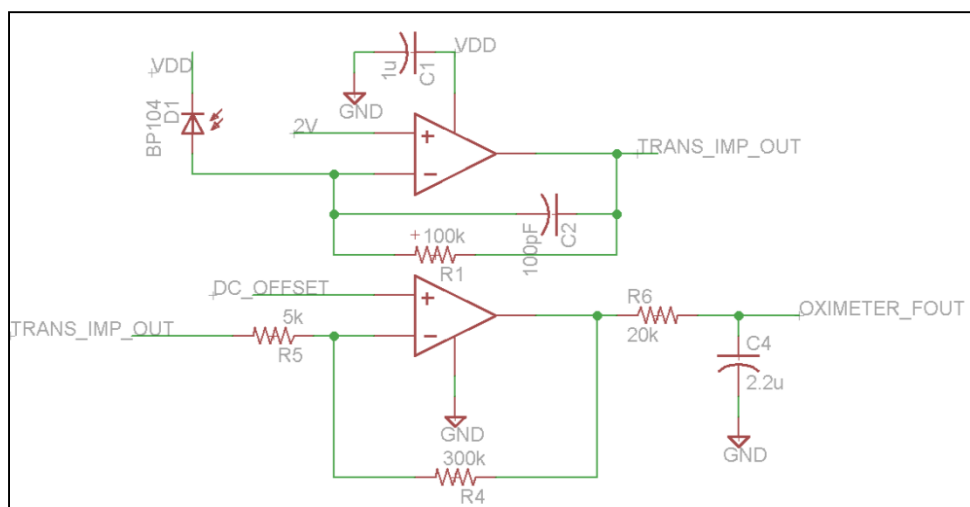 VDD
BP104
D1
1u
C1
VDD
GND
2V
TRANS_IMP_OUT
100pF
C2
+100k
R1
DC_OFFSET
TRANS_IMP_OUT
5k
R5
R6
20k
OXIMETER_FOUT
C4
2.2u
GND
GND
300k
R4